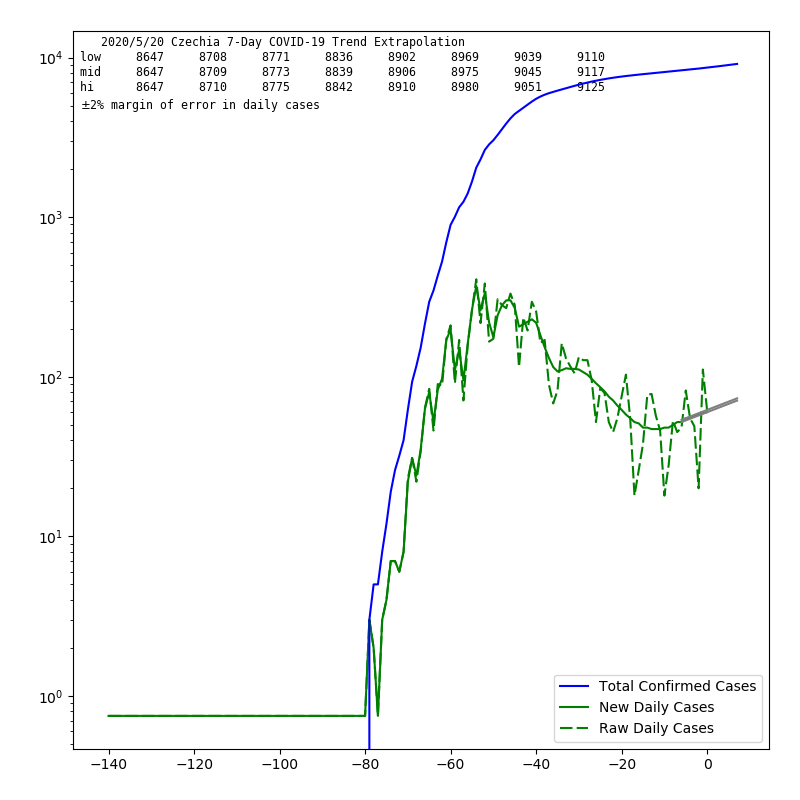 2020/5/20 Czechia 7-Day COVID-19 Trend Extrapolation
low 8647 8708 8771 8836 8902 8969 9039 9110
mid 8647 8709 8773 8839 8906 8975 9045 9117
hi 8647 8710 8775 8842 8910 8980 9051 9125
±2% margin of error in daily cases
10⁴
10³
10²
10¹
10⁰
Total Confirmed Cases
New Daily Cases
Raw Daily Cases
−140 −120 −100 −80 −60 −40 −20 0